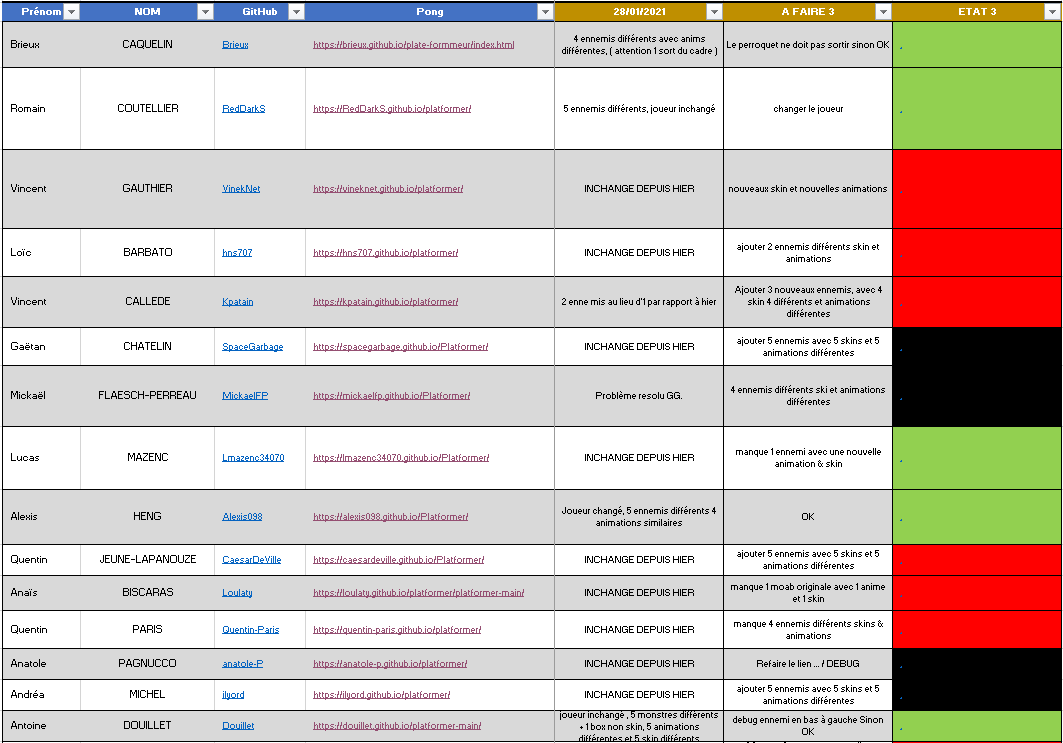 Prénom NOM GitHub Pong 28/01/2021 A FAIRE 3 ETAT 3
Brieux CAQUELIN Brieux https://brieux.github.io/plate-formmeur/index.html 4 ennemis différents avec anims
différentes, ( attention 1 sort du cadre ) Le perroquet ne doit pas sortir sinon OK
Romain COUTELLIER RedDarkS https://RedDarkS.github.io/platformer/ 5 ennemis différents, joueur inchangé changer le joueur
Vincent GAUTHIER VinekNet https://vineknet.github.io/platformer/ INCHANGE DEPUIS HIER nouveaux skin et nouvelles animations
Loïc BARBATO hns707 https://hns707.github.io/platformer/ INCHANGE DEPUIS HIER ajouter 2 ennemis différents skin et
animations
Vincent CALLEDE Kpatain https://kpatain.github.io/platformer/ 2 enne mis au lieu d'1 par rapport à hier Ajouter 3 nouveaux ennemis, avec 4
skin 4 différents et animations
différentes
Gaëtan CHATELIN SpaceGarbage https://spacegarbage.github.io/Platformer/ INCHANGE DEPUIS HIER ajouter 5 ennemis avec 5 skins et 5
animations différentes
Mickaël FLAESCH-PERREAU MickaelFP https://mickaelfp.github.io/Platformer/ Problème resolu GG. 4 ennemis différents ski et animations
différentes
Lucas MAZENC Lmazenc34070 https://lmazenc34070.github.io/Platformer/ INCHANGE DEPUIS HIER manque 1 ennemi avec une nouvelle
animation & skin
Alexis HENG Alexis098 https://alexis098.github.io/Platformer/ Joueur changé, 5 ennemis différents 4
animations similaires OK
Quentin JEUNE-LAPANOUZE CaesarDeVille https://caesardeville.github.io/Platformer/ INCHANGE DEPUIS HIER ajouter 5 ennemis avec 5 skins et 5
animations différentes
Anaïs BISCARAS Loulaty https://loulaty.github.io/platformer/platformer-main/ INCHANGE DEPUIS HIER manque 1 moab originale avec 1 anime
et 1 skin
Quentin PARIS Quentin-Paris https://quentin-paris.github.io/platformer/ INCHANGE DEPUIS HIER manque 4 ennemis différents skins &
animations
Anatole PAGNUCCO anatole-P https://anatole-p.github.io/platformer/ INCHANGE DEPUIS HIER Refaire le lien ... / DEBUG
Andréa MICHEL ilyord https://ilyord.github.io/platformer/ INCHANGE DEPUIS HIER ajouter 5 ennemis avec 5 skins et 5
animations différentes
Antoine DOUILLET Douillet https://douillet.github.io/platformer-main/ joueur inchangé , 5 monstres différents
+ 1 box non skin, 5 animations
différentes et 5 skin différents debug ennemi en bas à gauche Sinon
OK